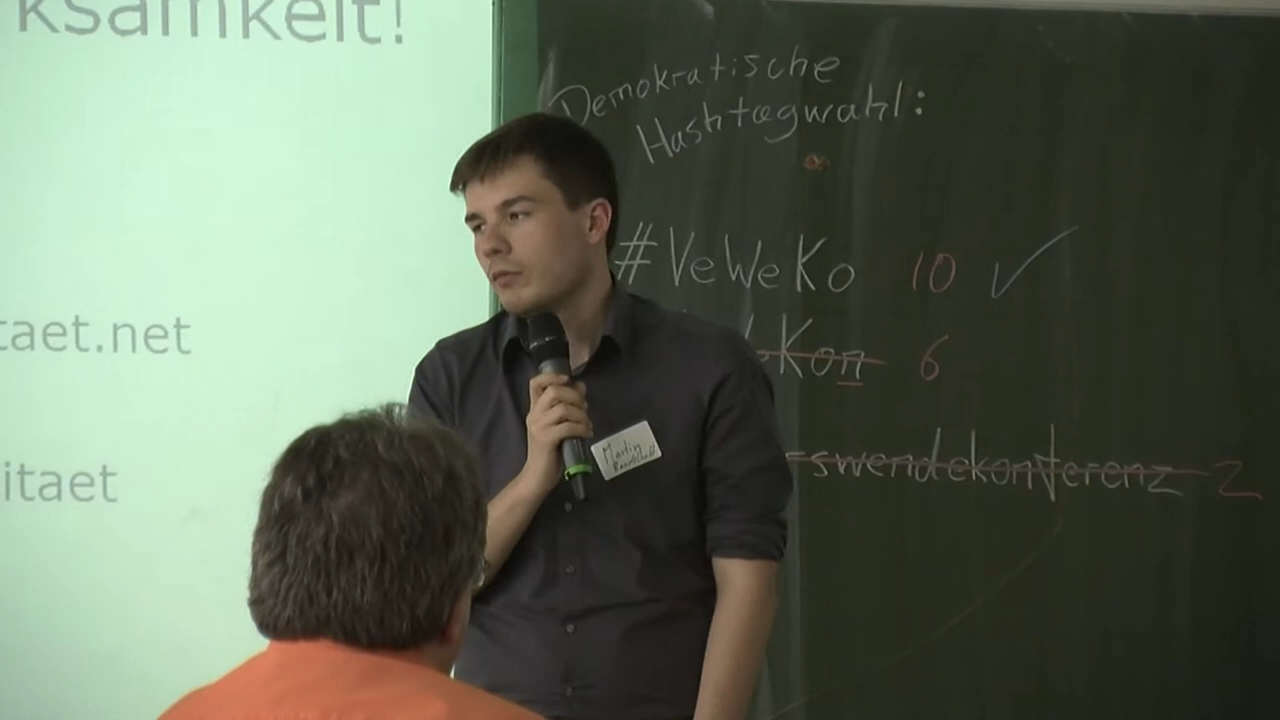 ksamkeit!
taet.net
itaet
Demokratische
Hashtagwahl:
#VeWeKo 10 ✓
Kon 6
swendekonferenz 2
Martin